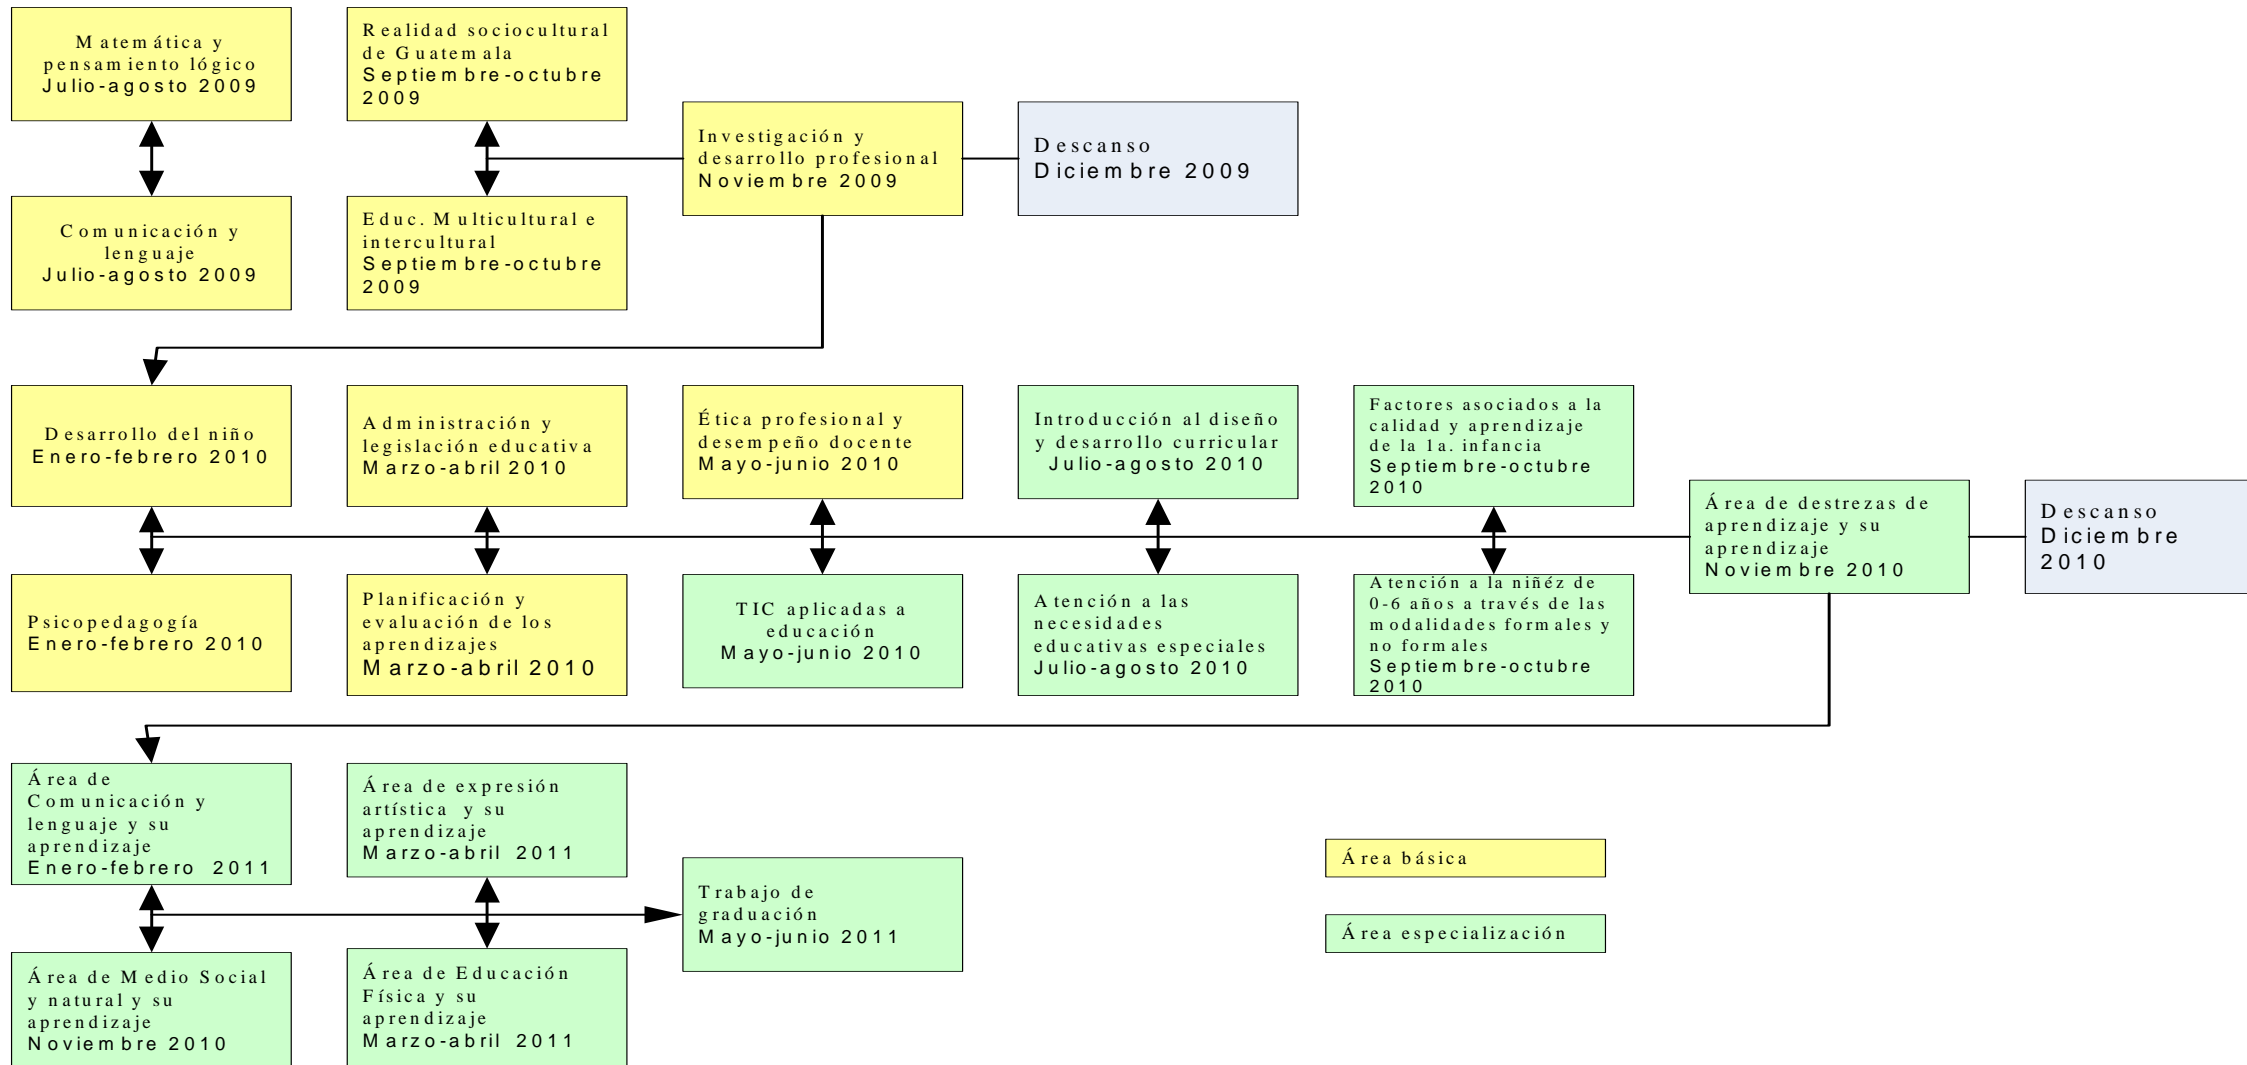 Matemática y
pensamiento lógico
Julio-agosto 2009
Realidad sociocultural
de Guatemala
Septiembre-octubre
2009
Investigación y
desarrollo profesional
Noviembre 2009
Descanso
Diciembre 2009
Comunicación y
lenguaje
Julio-agosto 2009
Educ. Multicultural e
intercultural
Septiembre-octubre
2009
Desarrollo del niño
Enero-febrero 2010
Administración y
legislación educativa
Marzo-abril 2010
Ética profesional y
desempeño docente
Mayo-junio 2010
Introducción al diseño
y desarrollo curricular
Julio-agosto 2010
Factores asociados a la
calidad y aprendizaje
de la 1a. infancia
Septiembre-octubre
2010
Área de destrezas de
aprendizaje y su
aprendizaje
Noviembre 2010
Descanso
Diciembre
2010
Psicopedagogía
Enero-febrero 2010
Planificación y
evaluación de los
aprendizajes
Marzo-abril 2010
TIC aplicadas a
educación
Mayo-junio 2010
Atención a las
necesidades
educativas especiales
Julio-agosto 2010
Atención a la niñéz de
0-6 años a través de las
modalidades formales y
no formales
Septiembre-octubre
2010
Área de
Comunicación y
lenguaje y su
aprendizaje
Enero-febrero 2011
Área de expresión
artística y su
aprendizaje
Marzo-abril 2011
Trabajo de
graduación
Mayo-junio 2011
Área de Medio Social
y natural y su
aprendizaje
Noviembre 2010
Área de Educación
Física y su
aprendizaje
Marzo-abril 2011
Área básica
Área especialización